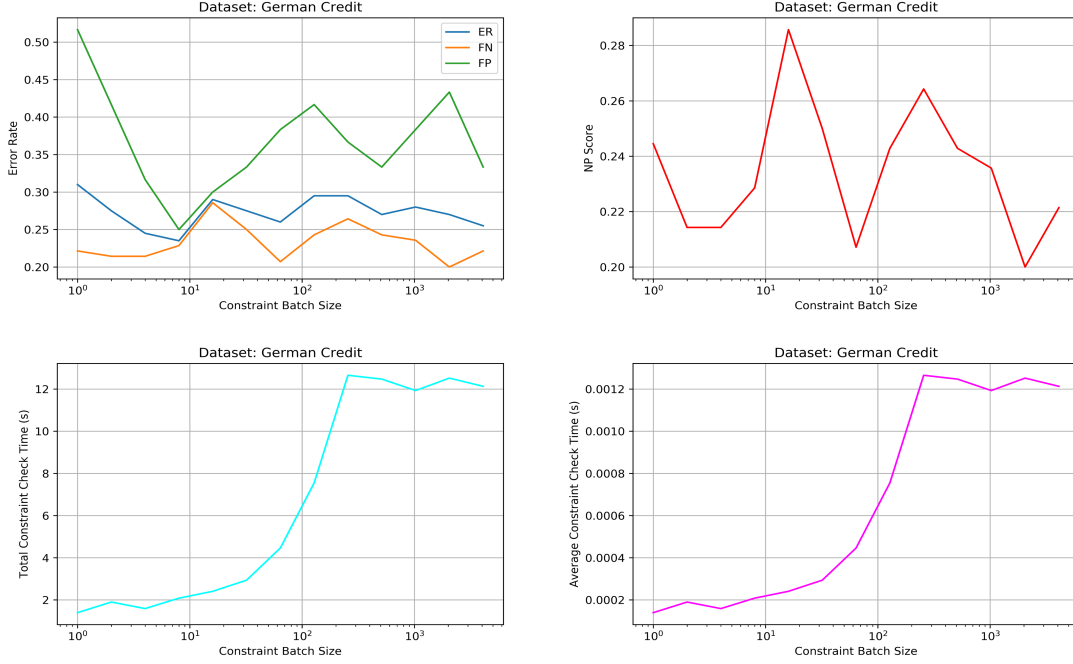 Dataset: German Credit
Error Rate
0.50
0.45
0.40
0.35
0.30
0.25
0.20
ER
FN
FP
10⁰
10¹
10²
10³
Constraint Batch Size
Dataset: German Credit
NP Score
0.28
0.26
0.24
0.22
0.20
10⁰
10¹
10²
10³
Constraint Batch Size
Dataset: German Credit
Total Constraint Check Time (s)
12
10
8
6
4
2
10⁰
10¹
10²
10³
Constraint Batch Size
Dataset: German Credit
Average Constraint Check Time (s)
0.0012
0.0010
0.0008
0.0006
0.0004
0.0002
10⁰
10¹
10²
10³
Constraint Batch Size